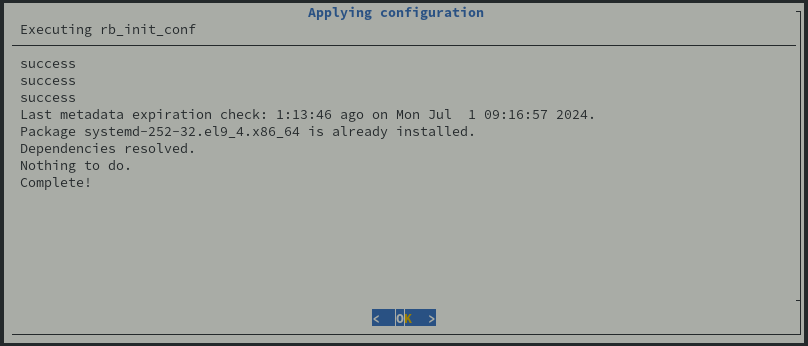 Applying configuration
Executing rb_init_conf
success
success
success
Last metadata expiration check: 1:13:46 ago on Mon Jul  1 09:16:57 2024.
Package systemd-252-32.el9_4.x86_64 is already installed.
Dependencies resolved.
Nothing to do.
Complete!
<  OK  >